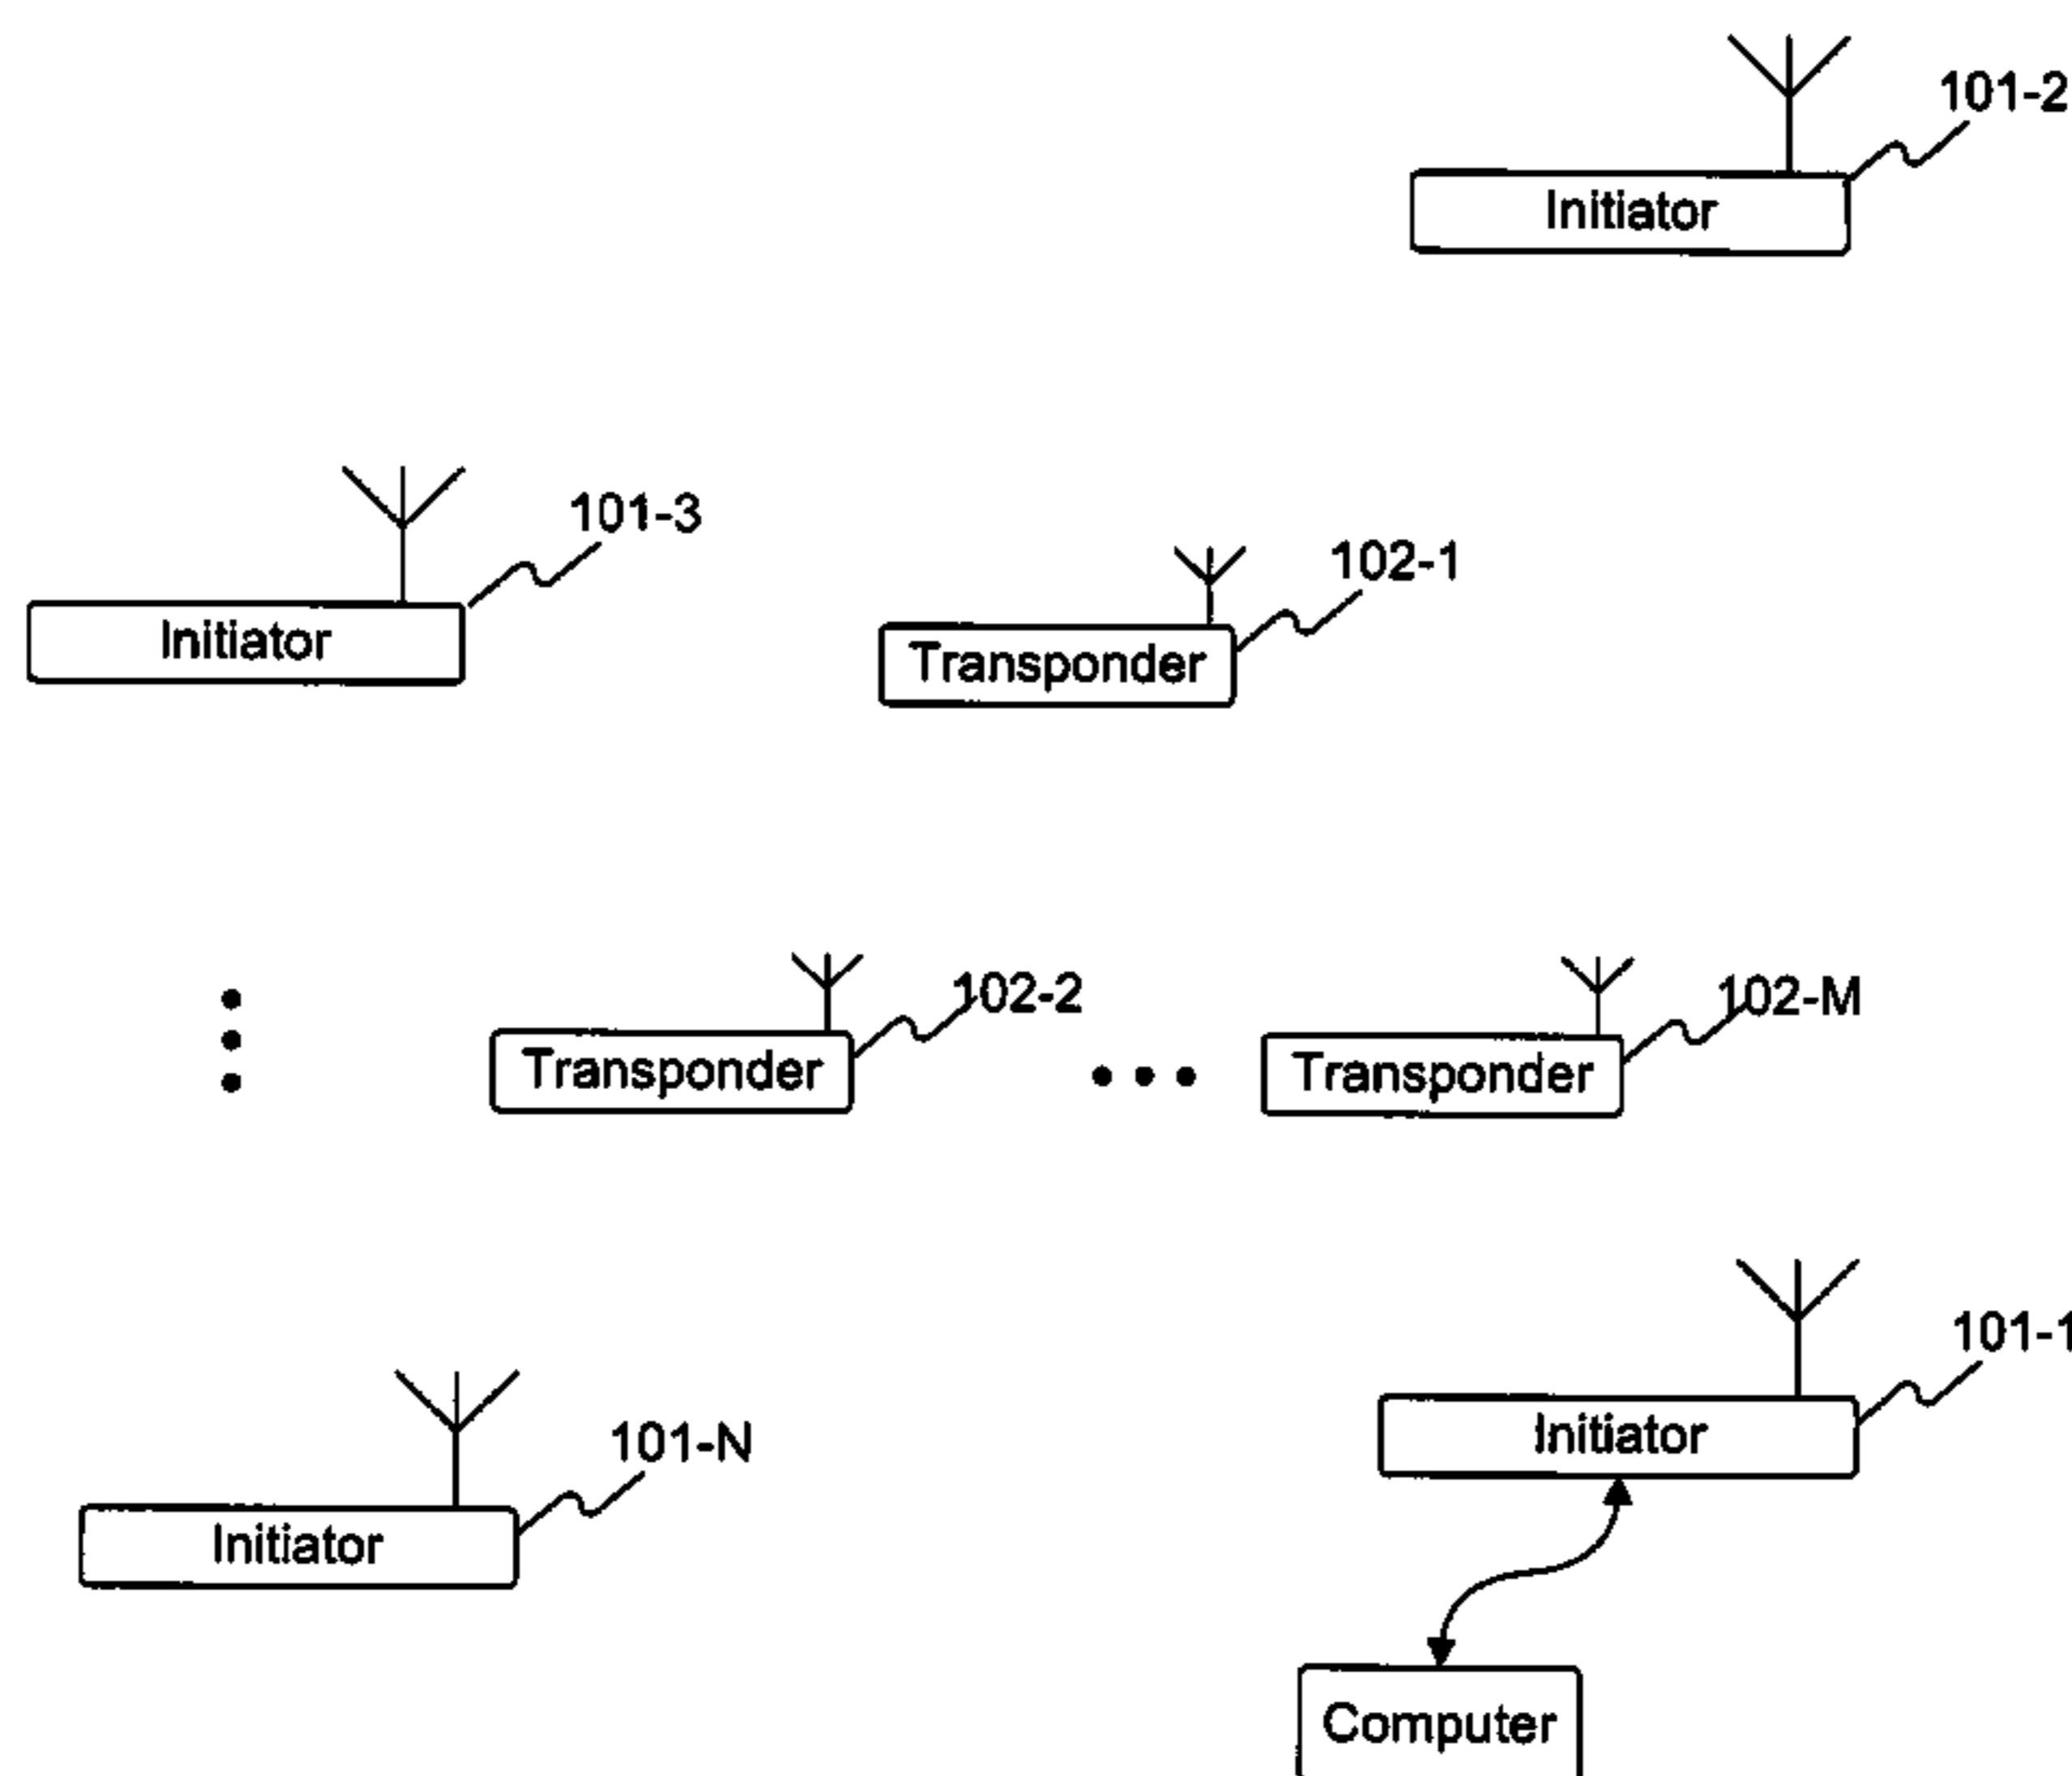 101-2
Initiator
101-3
Initiator
102-1
Transponder
102-2
Transponder
102-M
Transponder
101-1
Initiator
101-N
Initiator
Computer